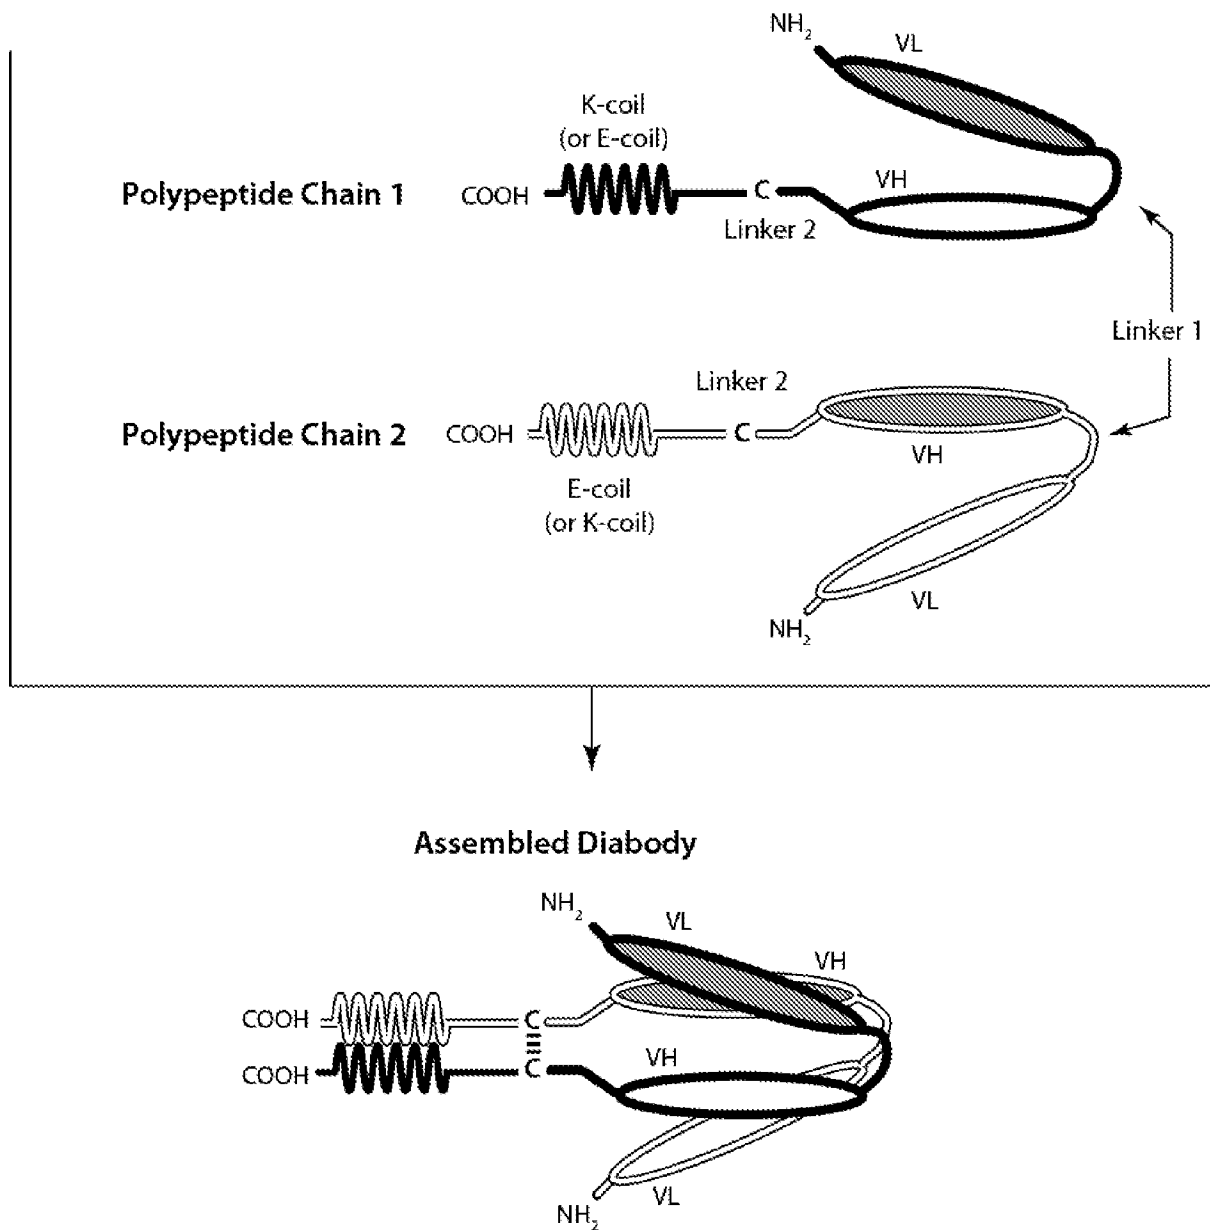 NH2
VL
K-coil
(or E-coil)
Polypeptide Chain 1
COOH
C
VH
Linker 2
Linker 1
Linker 2
Polypeptide Chain 2
COOH
C
VH
E-coil
(or K-coil)
VL
NH2
Assembled Diabody
NH2
VL
VH
COOH
C
VH
COOH
C
VL
NH2